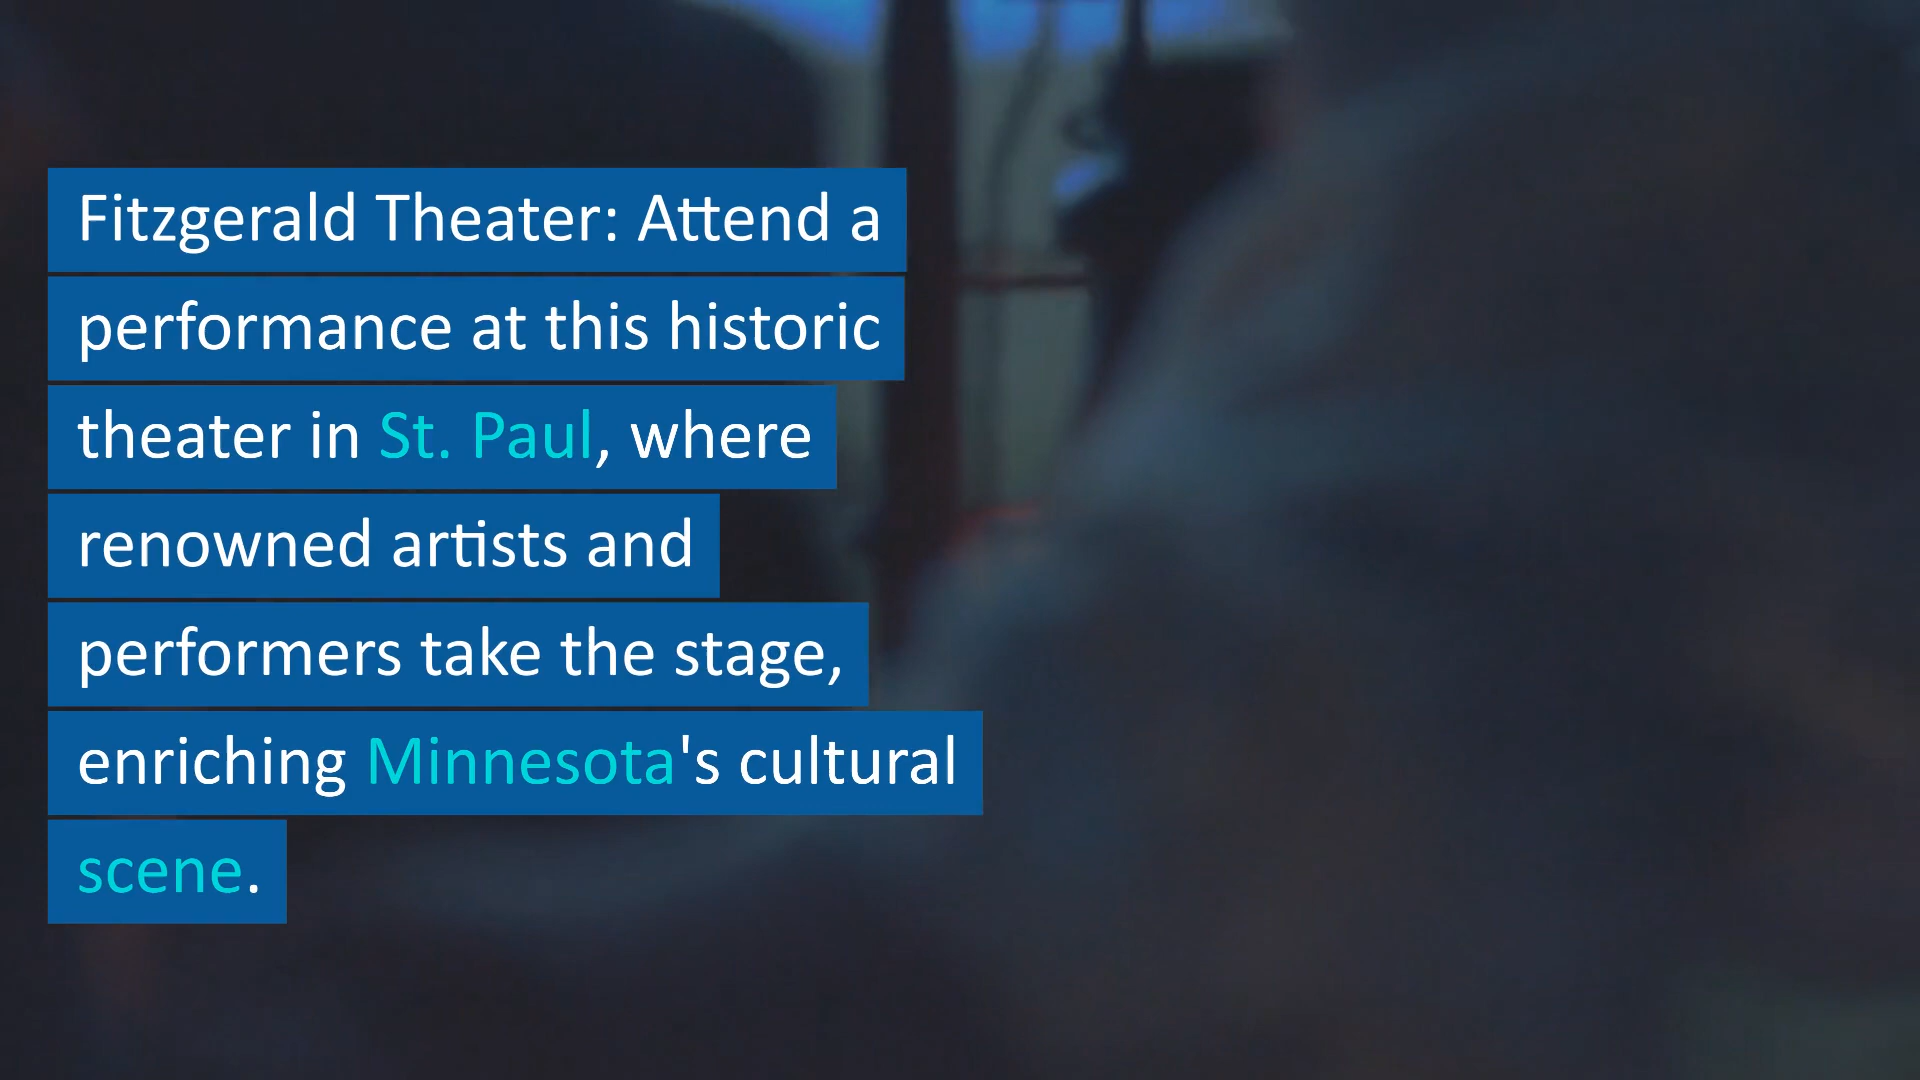 Fitzgerald Theater: Attend a
performance at this historic
theater in St. Paul, where
renowned artists and
performers take the stage,
enriching Minnesota's cultural
scene.